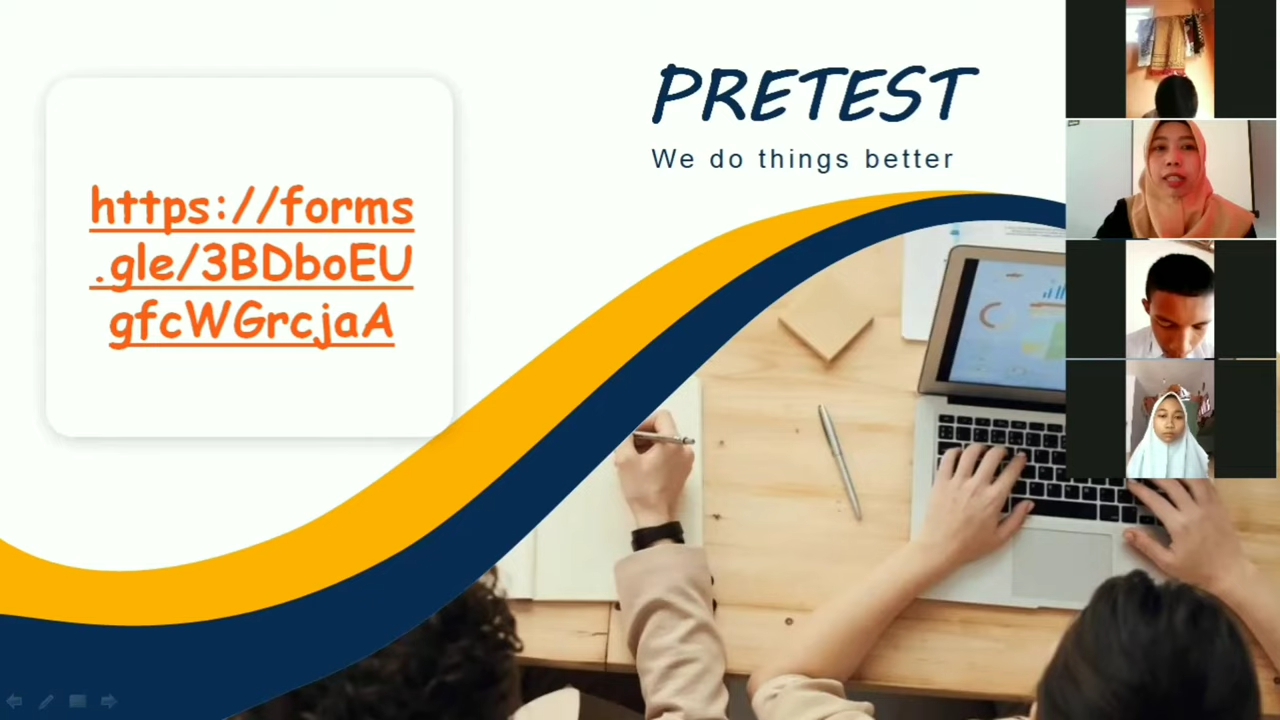 PRETEST
We do things better
https://forms
.gle/3BDboEU
gfcWGrcjaA